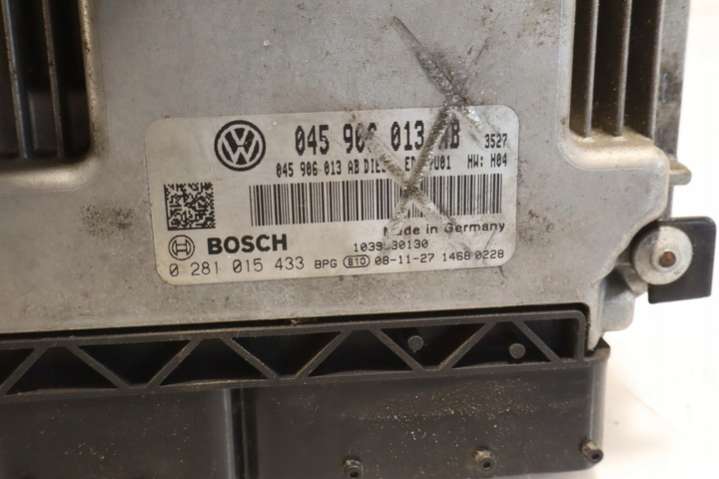 045 906 013 AB 3527
045 906 013 AB HW: H04
Made in Germany
BOSCH
0 281 015 433 BPG B10 08-11-27 1468 0228